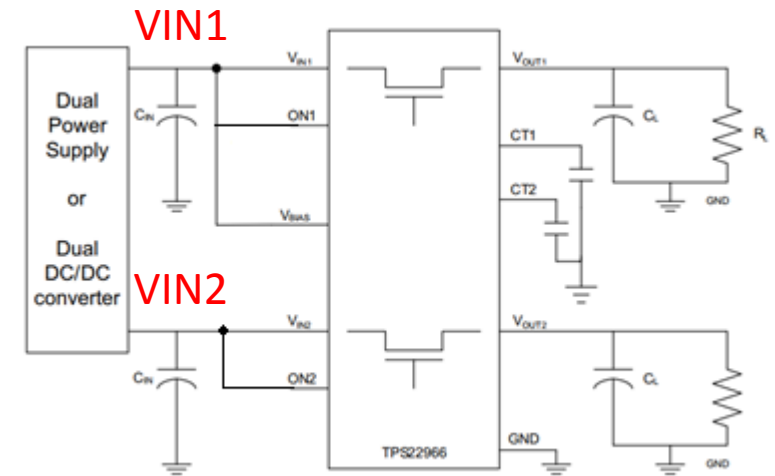 VIN1
Dual
Power
Supply
or
Dual
DC/DC
converter
VIN2
CIN
CIN
VIN1
ON1
VBIAS
VIN2
ON2
TPS22966
VOUT1
CT1
CT2
VOUT2
GND
CL
RL
GND
CL
GND